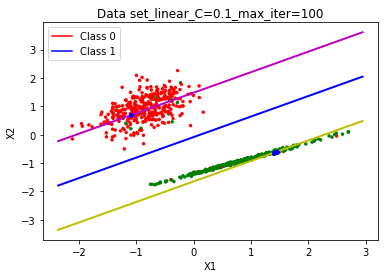 Data set_linear_C=0.1_max_iter=100
Class 0
Class 1
3
2
1
0
−1
−2
−3
X2
−2 −1 0 1 2 3
X1